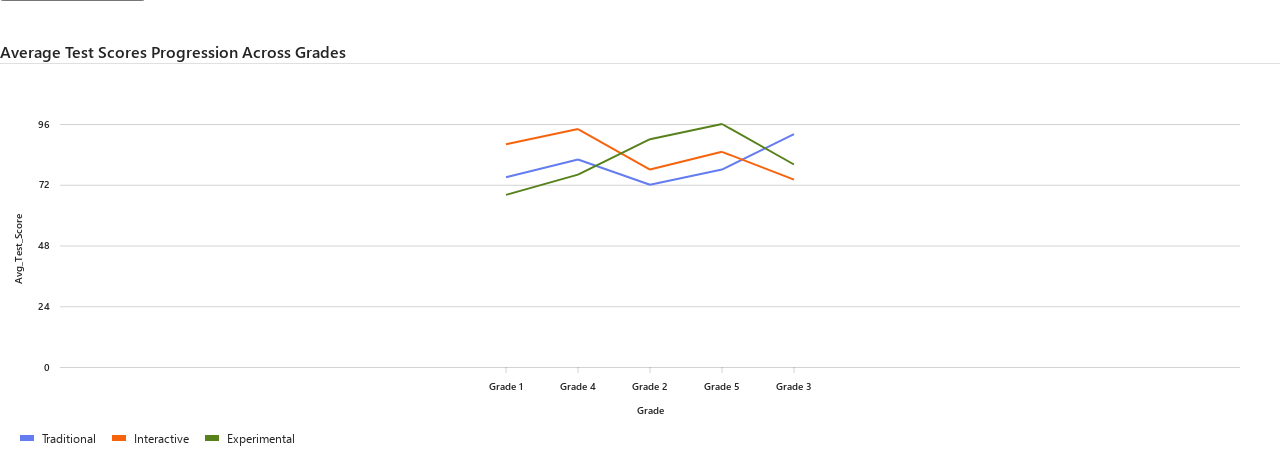 Average Test Scores Progression Across Grades
96
72
48
24
0
Avg_Test_Score
Grade 1 Grade 4 Grade 2 Grade 5 Grade 3
Grade
Traditional Interactive Experimental